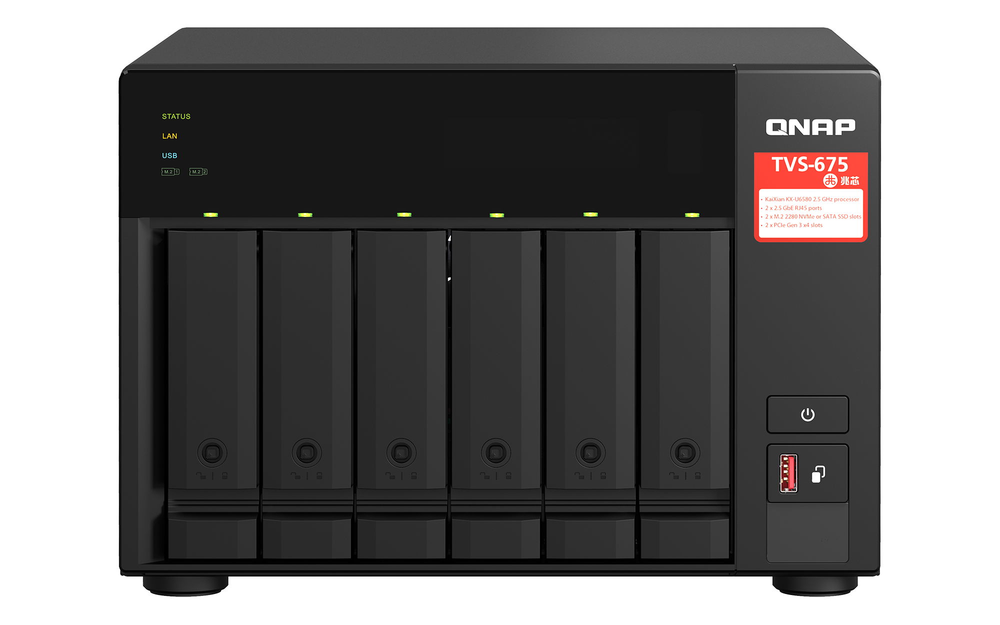 STATUS
LAN
USB
M.2 1 M.2 2
QNAP
TVS-675
兆芯
• KaiXian KX-U6580 2.5 GHz processor
• 2 x 2.5 GbE RJ45 ports
• 2 x M.2 2280 NVMe or SATA SSD slots
• 2 x PCIe Gen 3 x4 slots